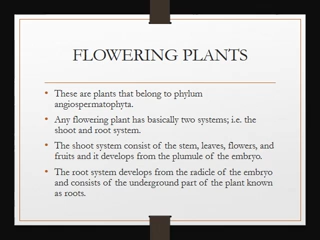 FLOWERING PLANTS
• These are plants that belong to phylum
angiospermatophyta.
• Any flowering plant has basically two systems; i.e. the
shoot and root system.
• The shoot system consist of the stem, leaves, flowers, and
fruits and it develops from the plumule of the embryo.
• The root system develops from the radicle of the embryo
and consists of the underground part of the plant known
as roots.